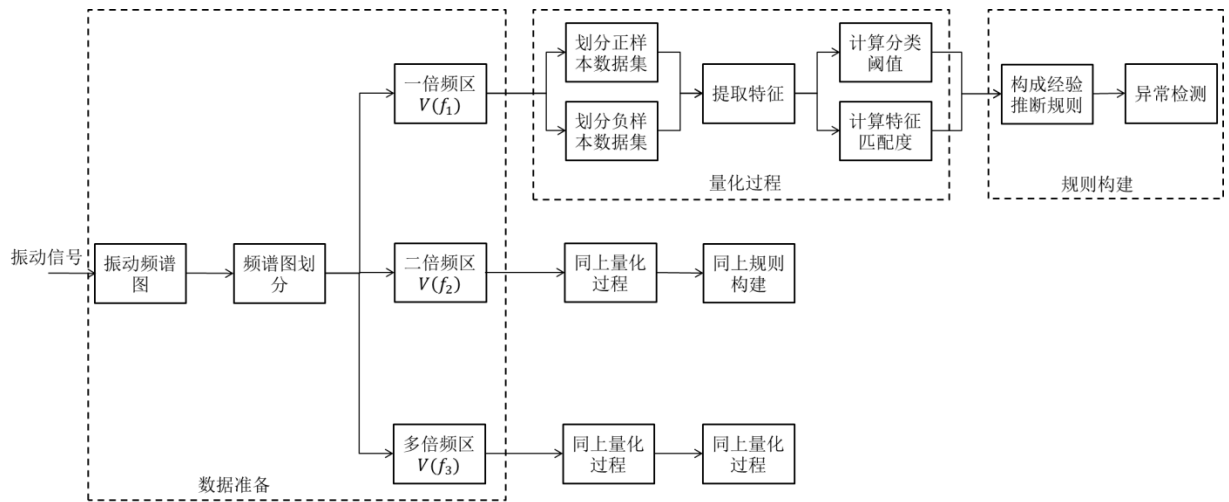 划分正样
本数据集
计算分类
阈值
一倍频区
V(f₁)
提取特征
构成经验
推断规则
异常检测
划分负样
本数据集
计算特征
匹配度
量化过程
规则构建
振动信号
振动频谱
图
频谱图划
分
二倍频区
V(f₂)
同上量化
过程
同上规则
构建
多倍频区
V(f₃)
同上量化
过程
同上量化
过程
数据准备